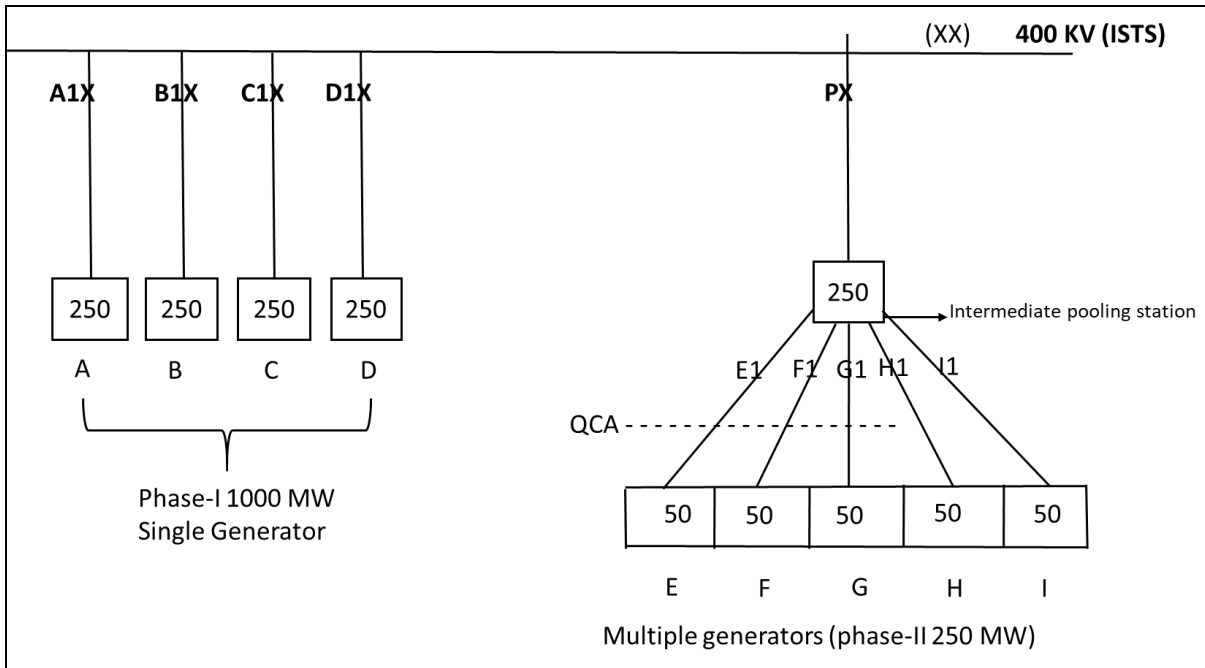 (XX) 400 KV (ISTS)
A1X B1X C1X D1X PX
250 250 250 250
250
Intermediate pooling station
A B C D
E1 F1 G1 H1 I1
QCA
Phase-I 1000 MW
Single Generator
50 50 50 50 50
E F G H I
Multiple generators (phase-II 250 MW)